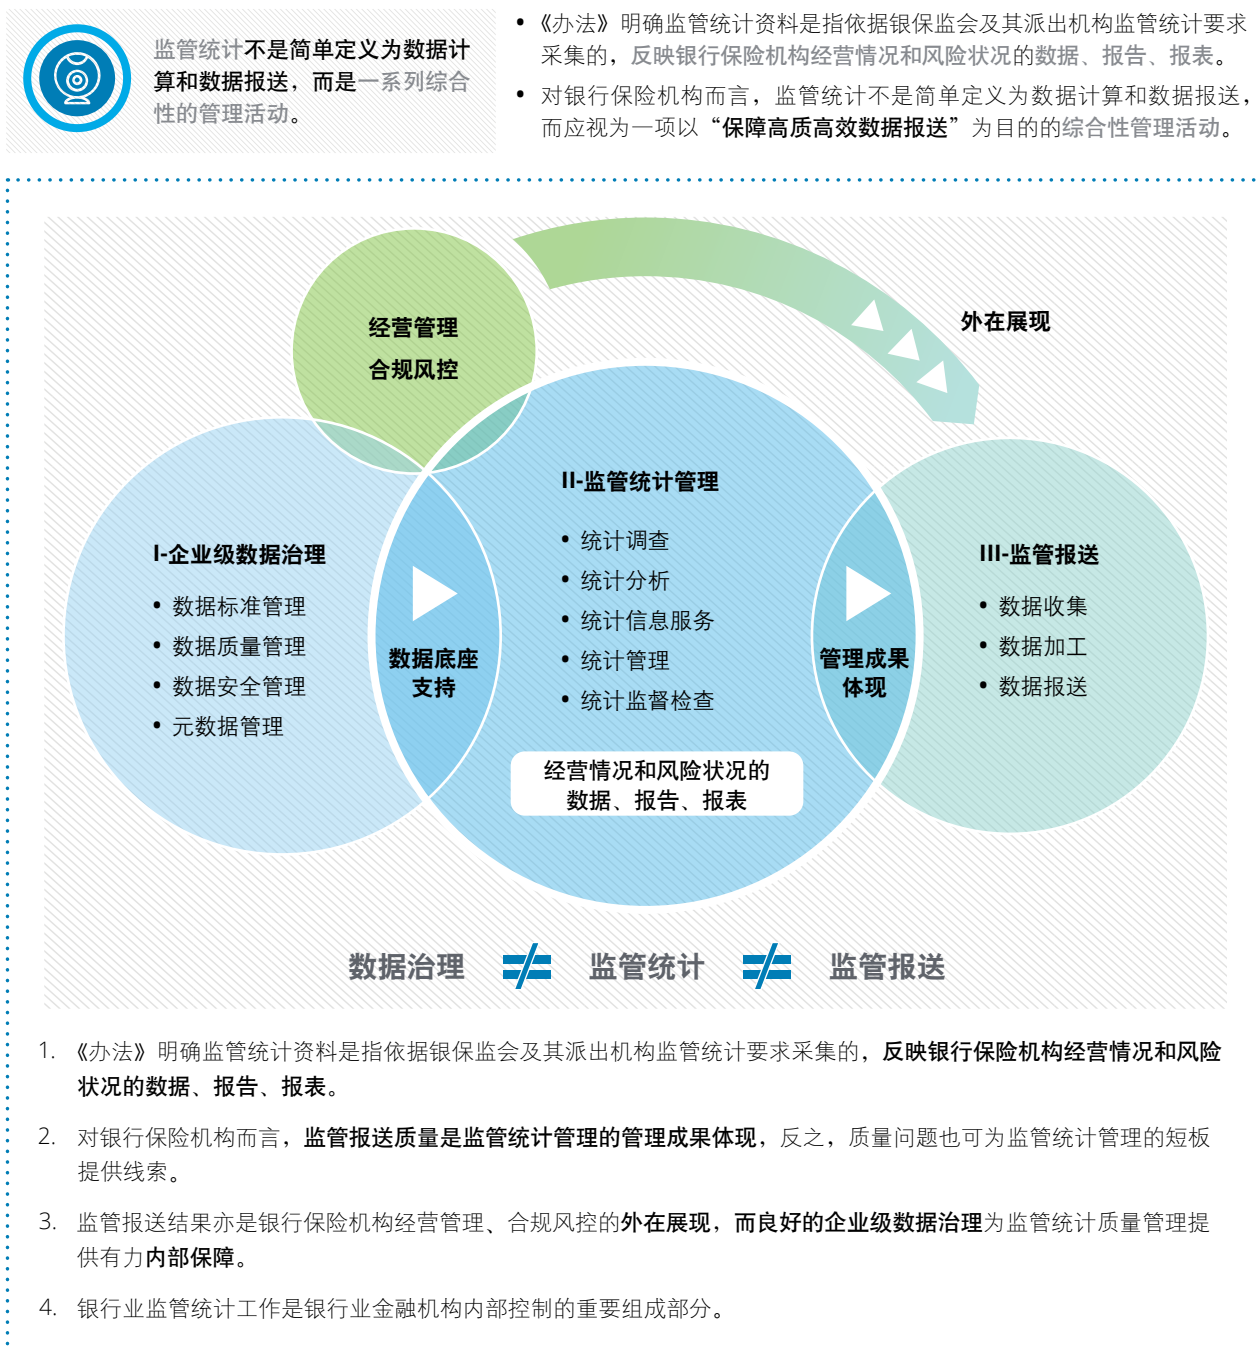 监管统计不是简单定义为数据计
算和数据报送，而是一系列综合
性的管理活动。
• 《办法》明确监管统计资料是指依据银保监会及其派出机构监管统计要求
采集的，反映银行保险机构经营情况和风险状况的数据、报告、报表。
• 对银行保险机构而言，监管统计不是简单定义为数据计算和数据报送，
而应视为一项以“保障高质高效数据报送”为目的的综合性管理活动。
经营管理
合规风控
外在展现
I-企业级数据治理
• 数据标准管理
• 数据质量管理
• 数据安全管理
• 元数据管理
数据底座
支持
II-监管统计管理
• 统计调查
• 统计分析
• 统计信息服务
• 统计管理
• 统计监督检查
经营情况和风险状况的
数据、报告、报表
管理成果
体现
III-监管报送
• 数据收集
• 数据加工
• 数据报送
数据治理 ≠ 监管统计 ≠ 监管报送
1. 《办法》明确监管统计资料是指依据银保监会及其派出机构监管统计要求采集的，反映银行保险机构经营情况和风险
状况的数据、报告、报表。
2. 对银行保险机构而言，监管报送质量是监管统计管理的管理成果体现，反之，质量问题也可为监管统计管理的短板
提供线索。
3. 监管报送结果亦是银行保险机构经营管理、合规风控的外在展现，而良好的企业级数据治理为监管统计质量管理提
供有力内部保障。
4. 银行业监管统计工作是银行业金融机构内部控制的重要组成部分。